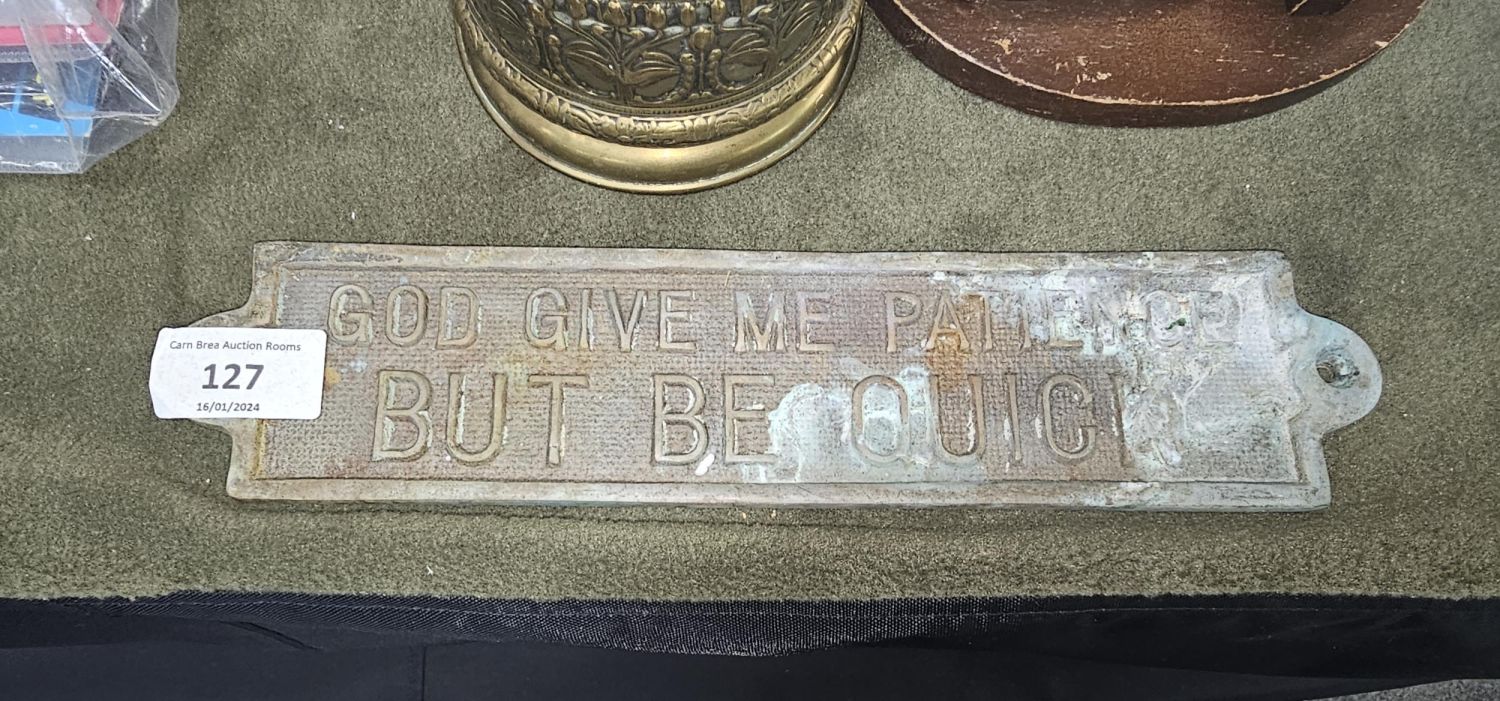 GOD GIVE ME PATIENCE
BUT BE QUICK
Carn Brea Auction Rooms
127
16/01/2024